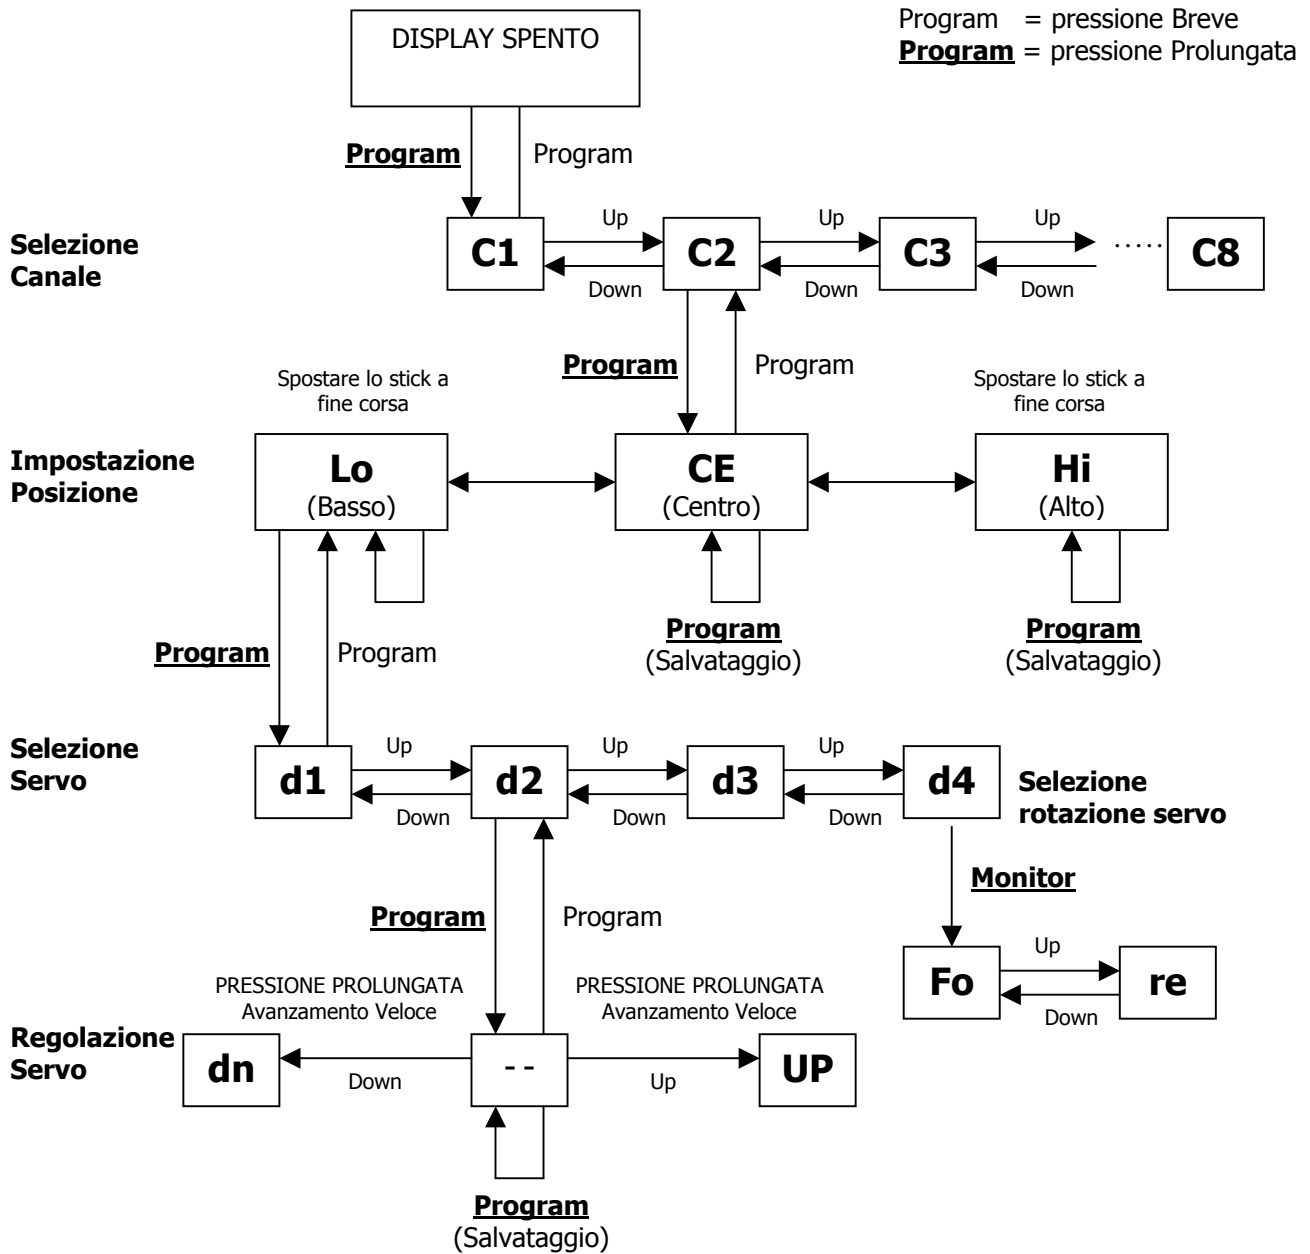 Program = pressione Breve
Program = pressione Prolungata
DISPLAY SPENTO
Program
Program
Selezione
Canale
C1
Up
Down
C2
Up
Down
C3
Up
Down
.....
C8
Program
Program
Spostare lo stick a
fine corsa
Spostare lo stick a
fine corsa
Impostazione
Posizione
Lo
(Basso)
CE
(Centro)
Hi
(Alto)
Program
Program
Program
(Salvataggio)
Program
(Salvataggio)
Selezione
Servo
d1
Up
Down
d2
Up
Down
d3
Up
Down
d4
Selezione
rotazione servo
Monitor
Program
Program
Fo
Up
Down
re
PRESSIONE PROLUNGATA
Avanzamento Veloce
PRESSIONE PROLUNGATA
Avanzamento Veloce
Regolazione
Servo
dn
Down
- -
Up
UP
Program
(Salvataggio)